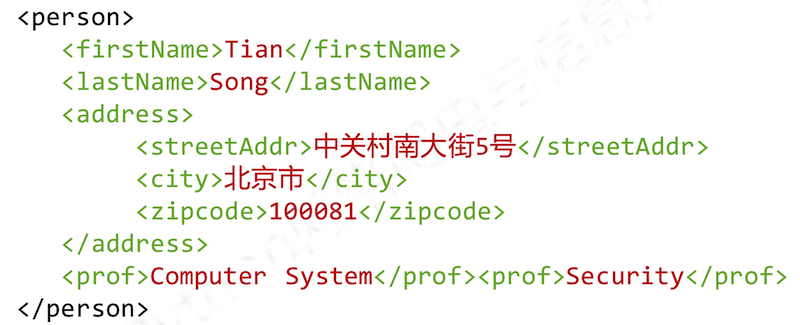 <person>
<firstName>Tian</firstName>
<lastName>Song</lastName>
<address>
<streetAddr>中关村南大街5号</streetAddr>
<city>北京市</city>
<zipcode>100081</zipcode>
</address>
<prof>Computer System</prof><prof>Security</prof>
</person>